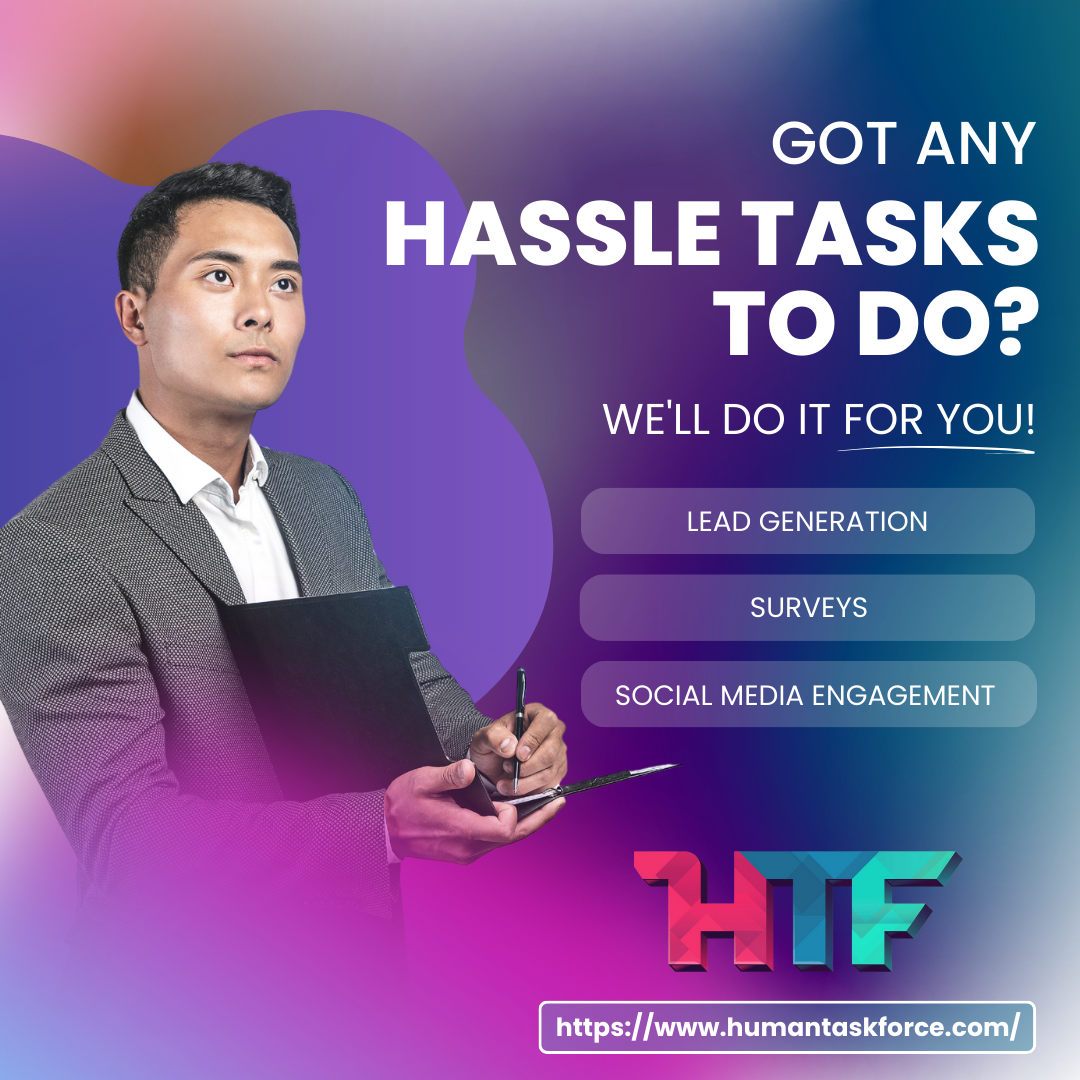 GOT ANY
HASSLE TASKS
TO DO?
WE'LL DO IT FOR YOU!
LEAD GENERATION
SURVEYS
SOCIAL MEDIA ENGAGEMENT
HTF
https://www.humantaskforce.com/